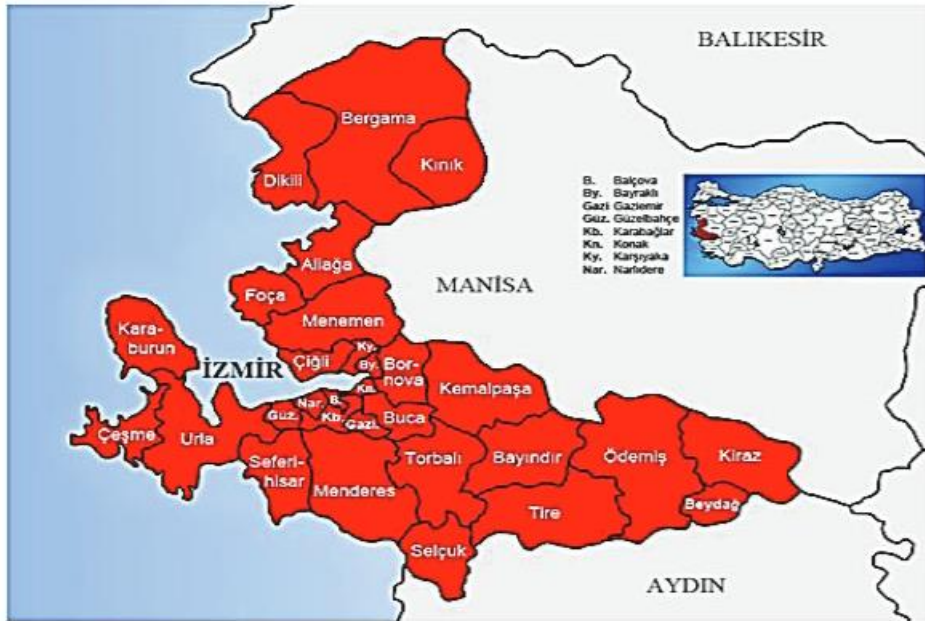 BALIKESİR
Bergama
Kınık
Dikili
B. Balçova
By. Bayraklı
Gazi Gaziemir
Güz. Güzelbahçe
Kb. Karabağlar
Kn. Konak
Ky. Karşıyaka
Nar. Narlıdere
Aliağa
MANİSA
Foça
Menemen
Kara-
burun
İZMİR
Çiğli
Ky.
By.
Bor-
nova
Kemalpaşa
Kn.
Nar.
B.
Güz.
Kb.
Gazi.
Buca
Çeşme
Urla
Seferi-
hisar
Menderes
Torbalı
Bayındır
Ödemiş
Kiraz
Beydağ
Tire
Selçuk
AYDIN